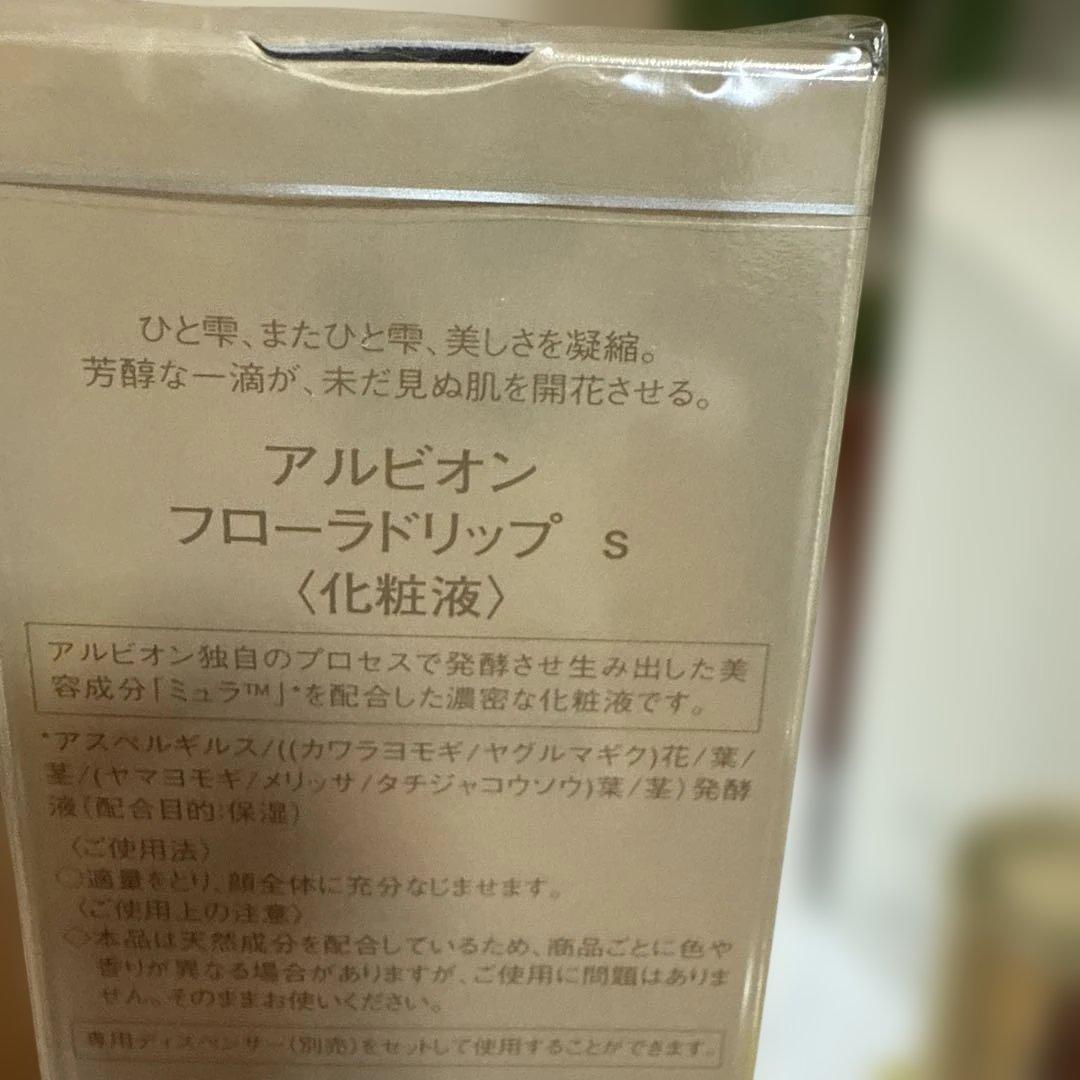 ひと雫、またひと雫、美しさを凝縮。
芳醇な一滴が、未だ見ぬ肌を開花させる。
アルビオン
フローラドリップ　s
〈化粧液〉
アルビオン独自のプロセスで発酵させ生み出した美
容成分「ミュラ™」*を配合した濃密な化粧液です。
*アスペルギルス/((カワラヨモギ/ヤグルマギク)花/葉/
茎/(ヤマヨモギ/メリッサ/タチジャコウソウ)葉/茎)発酵
液(配合目的:保湿)
〈ご使用法〉
○適量をとり、顔全体に充分なじませます。
〈ご使用上の注意〉
◇本品は天然成分を配合しているため、商品ごとに色や
香りが異なる場合がありますが、ご使用に問題はありま
せん。そのままお使いください。
専用ディスペンサー(別売)をセットして使用することができます。